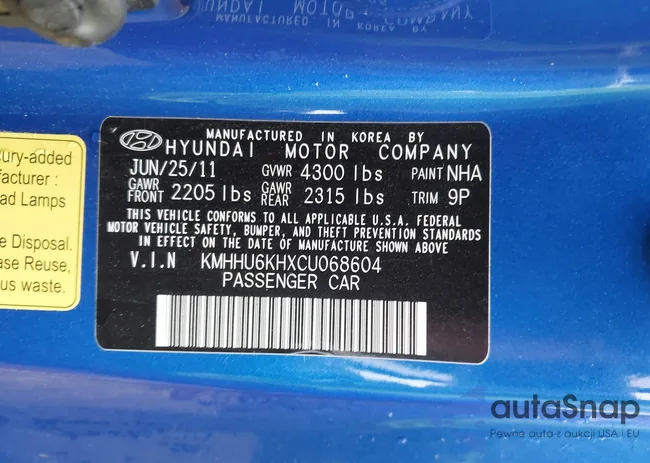 MANUFACTURED IN KOREA BY
HYUNDAI MOTOR COMPANY
JUN/25/11 GVWR 4300 lbs PAINT NHA
GAWR FRONT 2205 lbs GAWR REAR 2315 lbs TRIM 9P
THIS VEHICLE CONFORMS TO ALL APPLICABLE U.S.A. FEDERAL
MOTOR VEHICLE SAFETY, BUMPER, AND THEFT PREVENTION STANDARDS
IN EFFECT ON THE DATE OF MANUFACTURE SHOWN ABOVE.
V.I.N KMHHU6KHXCU068604
PASSENGER CAR
ury-added
facturer :
ad Lamps
e Disposal.
ase Reuse,
ous waste.
autaSnap
Pewne auta z aukcji USA i EU